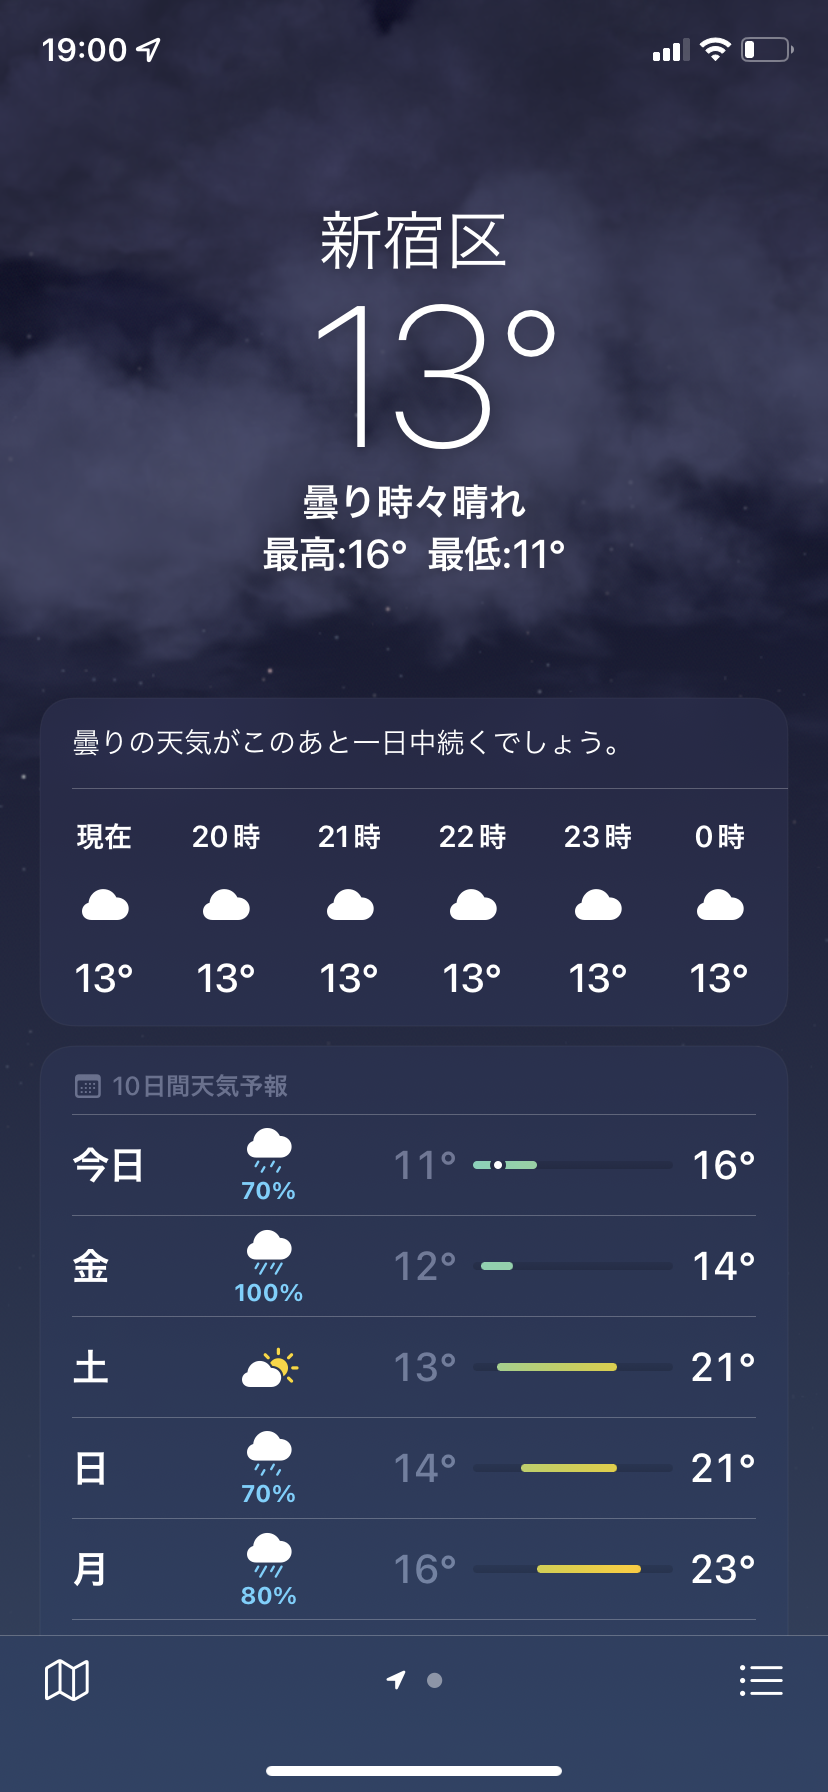 19:00
新宿区
13°
曇り時々晴れ
最高:16° 最低:11°
曇りの天気がこのあと一日中続くでしょう。
現在 20時 21時 22時 23時 0時
13° 13° 13° 13° 13° 13°
10日間天気予報
今日 70% 11° 16°
金 100% 12° 14°
土 13° 21°
日 70% 14° 21°
月 80% 16° 23°